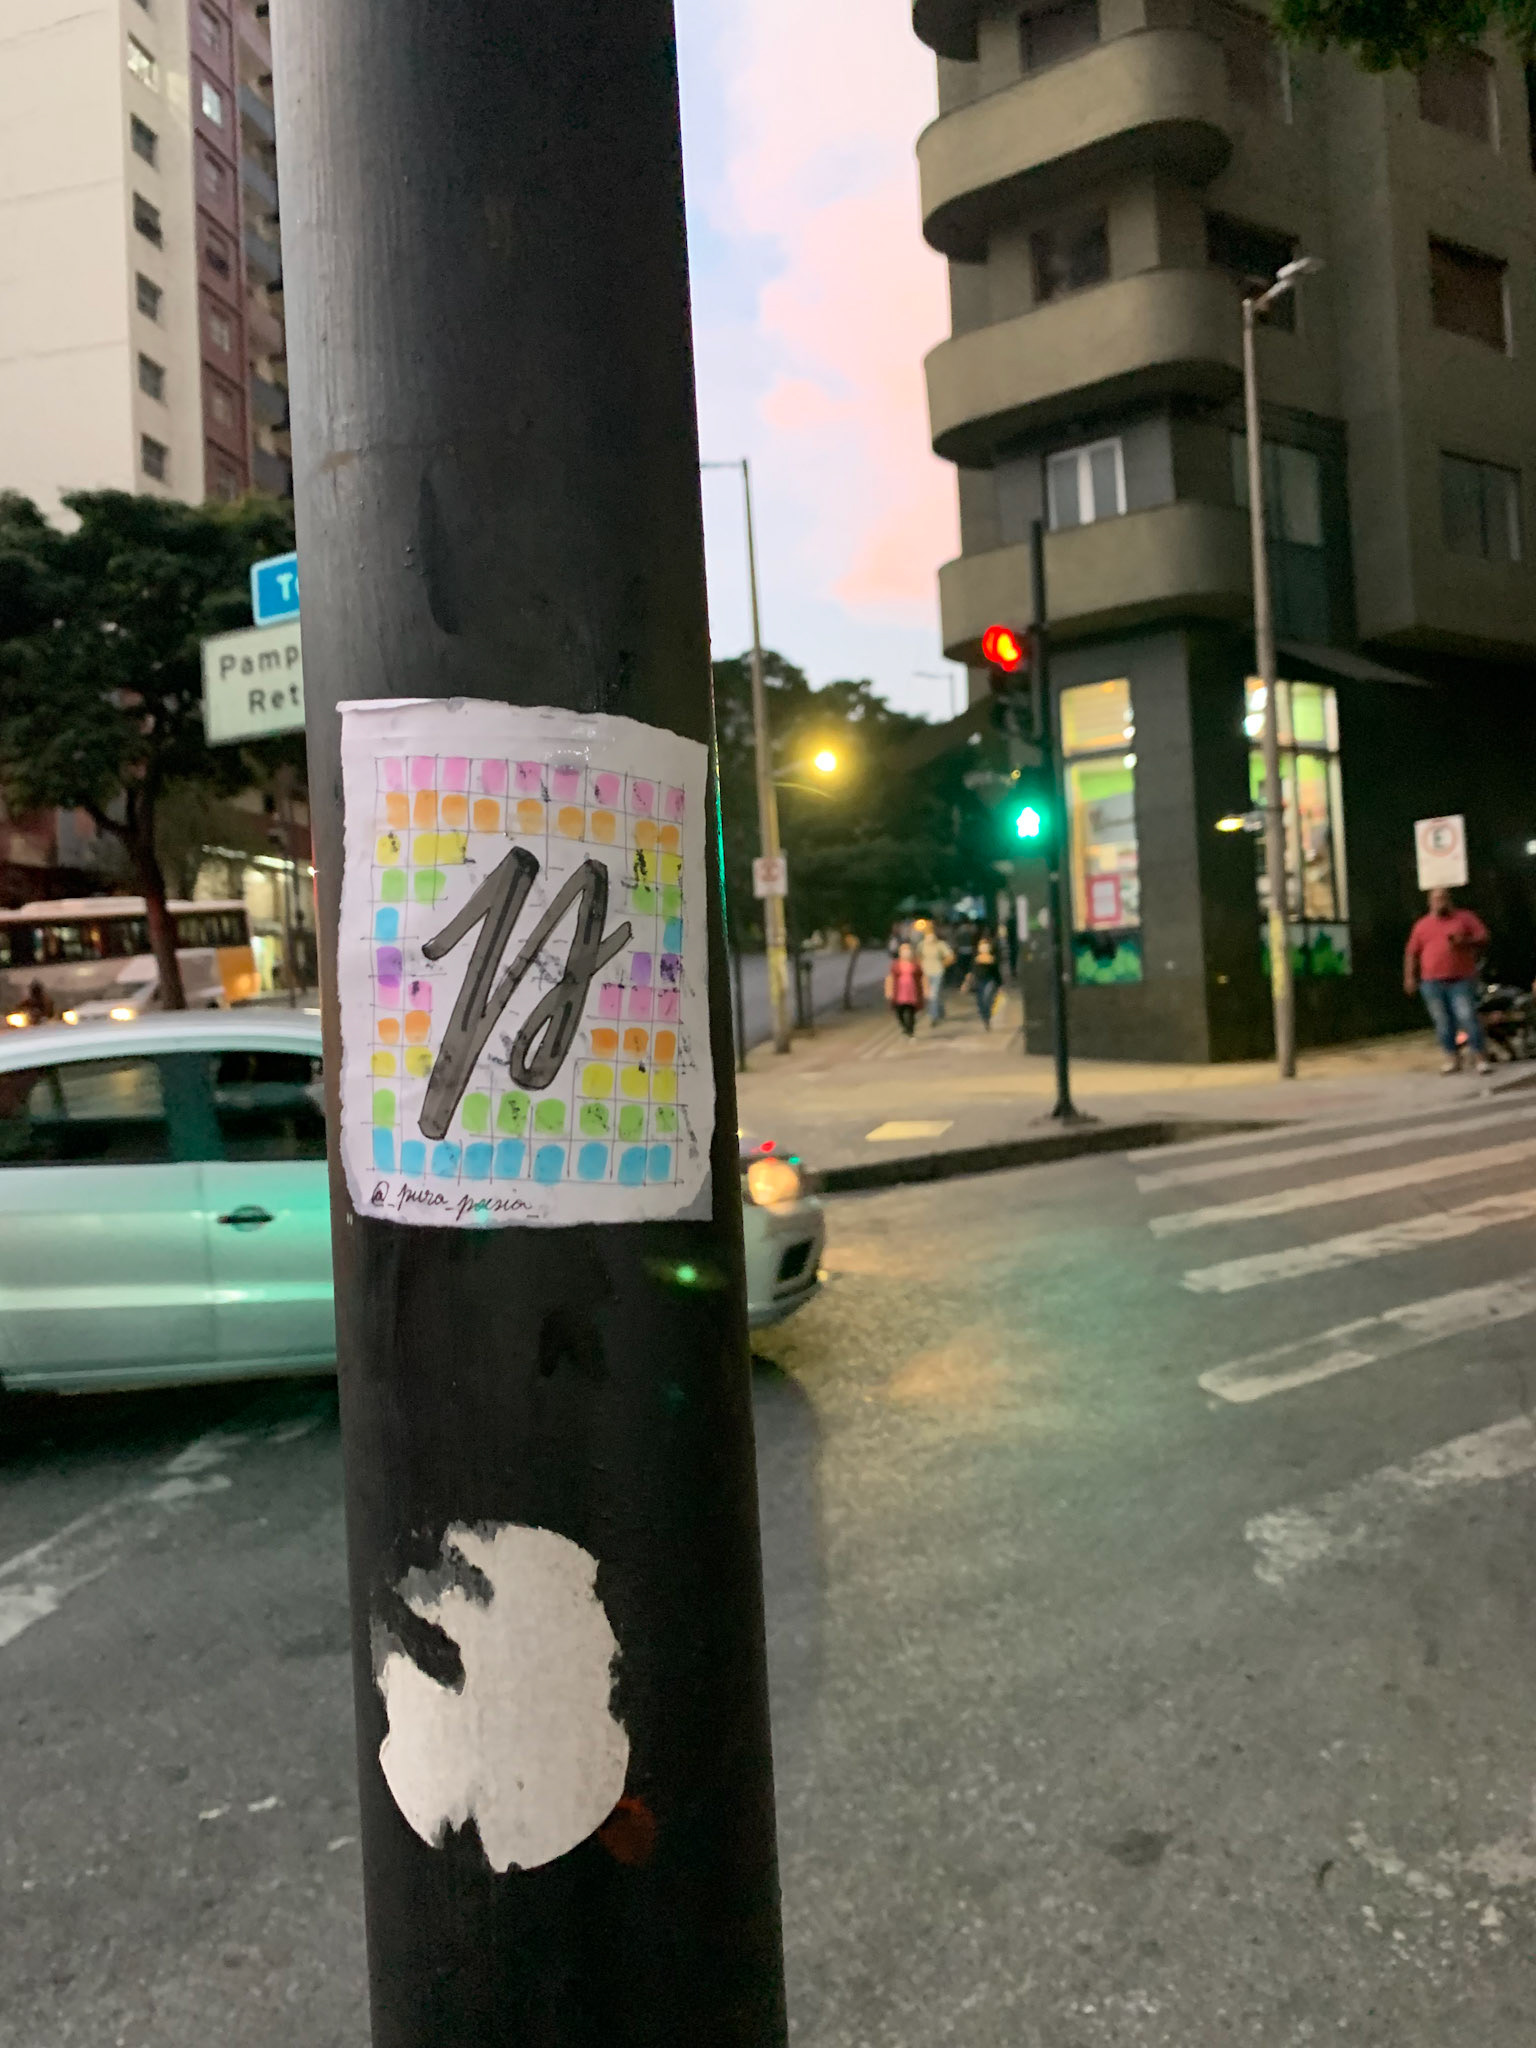 Pamp
Ret
@_pura_poesia_
E